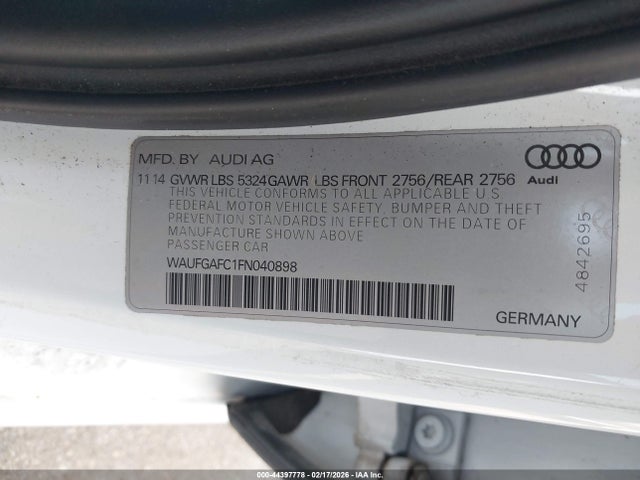 MFD. BY AUDI AG
11 14 GVWR LBS 5324 GAWR LBS FRONT 2756/REAR 2756
Audi
THIS VEHICLE CONFORMS TO ALL APPLICABLE U S
FEDERAL MOTOR VEHICLE SAFETY, BUMPER AND THEFT
PREVENTION STANDARDS IN EFFECT ON THE DATE OF
MANUFACTURE SHOWN ABOVE
PASSENGER CAR
WAUFGAFC1FN040898
4842695
GERMANY
000-44397778 - 02/17/2026 - IAAI.COM